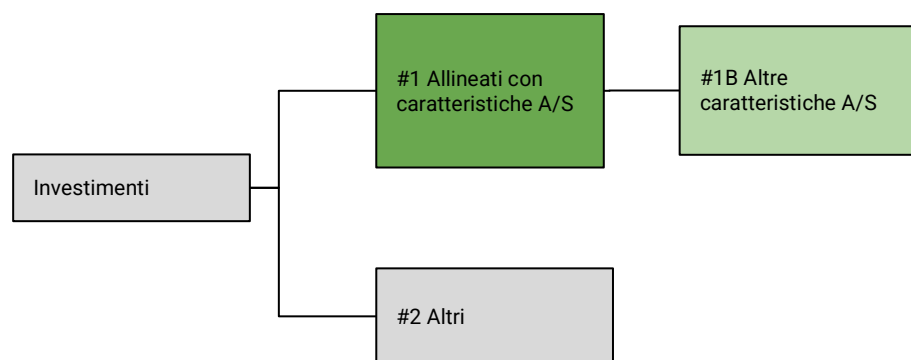 #1 Allineati con
caratteristiche A/S
#1B Altre
caratteristiche A/S
Investimenti
#2 Altri